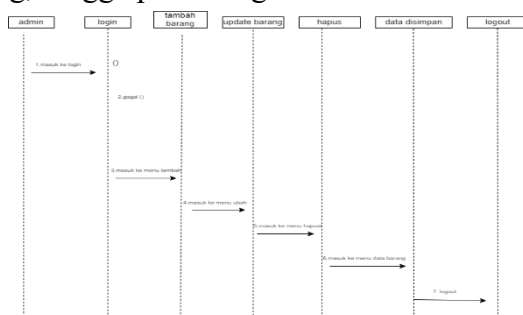 admin
login
tambah
barang
update barang
hapus
data disimpan
logout
1.masuk ke login
()
2.gagal ()
3.masuk ke menu tambah
4.masuk ke menu ubah
5.masuk ke menu hapus
6.masuk ke menu data barang
7. logout